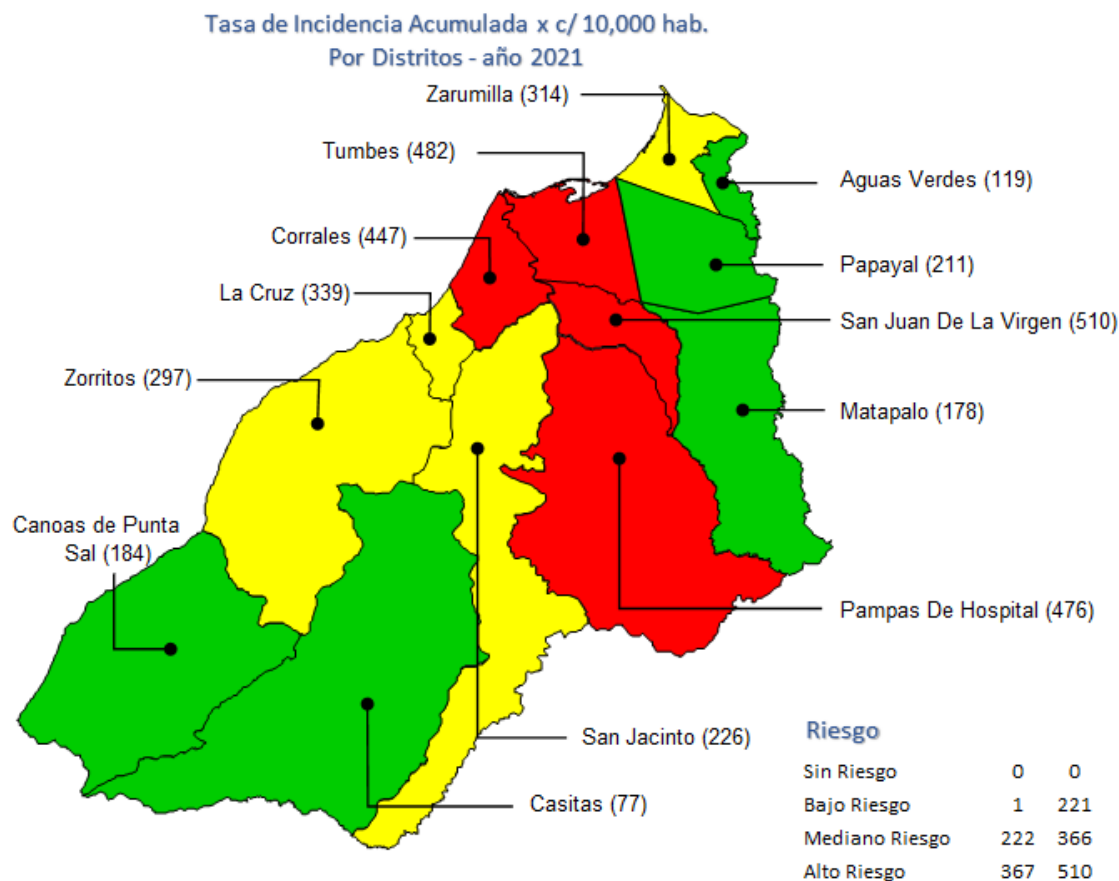 Tasa de Incidencia Acumulada x c/ 10,000 hab.
Por Distritos - año 2021
Zarumilla (314)
Tumbes (482)
Aguas Verdes (119)
Corrales (447)
Papayal (211)
La Cruz (339)
San Juan De La Virgen (510)
Zorritos (297)
Matapalo (178)
Canoas de Punta
Sal (184)
Pampas De Hospital (476)
San Jacinto (226)
Casitas (77)
Riesgo
Sin Riesgo 0 0
Bajo Riesgo 1 221
Mediano Riesgo 222 366
Alto Riesgo 367 510